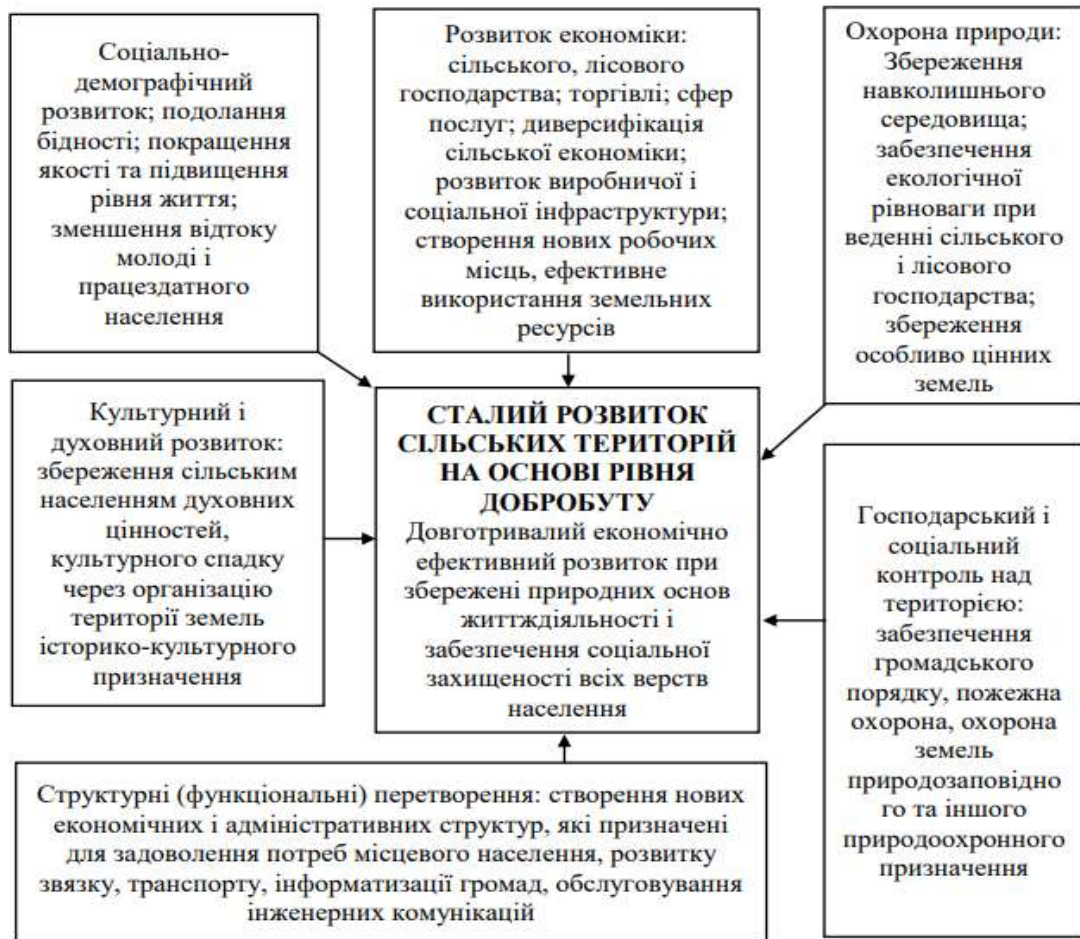 Соціально-
демографічний
розвиток; подолання
бідності; покращення
якості та підвищення
рівня життя;
зменшення відтоку
молоді і
працездатного
населення
Розвиток економіки:
сільського, лісового
господарства; торгівлі; сфер
послуг; диверсифікація
сільської економіки;
розвиток виробничої і
соціальної інфраструктури;
створення нових робочих
місць, ефективне
використання земельних
ресурсів
Охорона природи:
Збереження
навколишнього
середовища;
забезпечення
екологічної
рівноваги при
веденні сільського
і лісового
господарства;
збереження
особливо цінних
земель
Культурний і
духовний розвиток:
збереження сільським
населенням духовних
цінностей,
культурного спадку
через організацію
території земель
історико-культурного
призначення
СТАЛИЙ РОЗВИТОК
СІЛЬСЬКИХ ТЕРИТОРІЙ
НА ОСНОВІ РІВНЯ
ДОБРОБУТУ
Довготривалий економічно
ефективний розвиток при
збережені природних основ
життждіяльності і
забезпечення соціальної
захищеності всіх верств
населення
Господарський і
соціальний
контроль над
територією:
забезпечення
громадського
порядку, пожежна
охорона, охорона
земель
природозаповідно
го та іншого
природоохронного
призначення
Структурні (функціональні) перетворення: створення нових
економічних і адміністративних структур, які призначені
для задоволення потреб місцевого населення, розвитку
звязку, транспорту, інформатизації громад, обслуговування
інженерних комунікацій